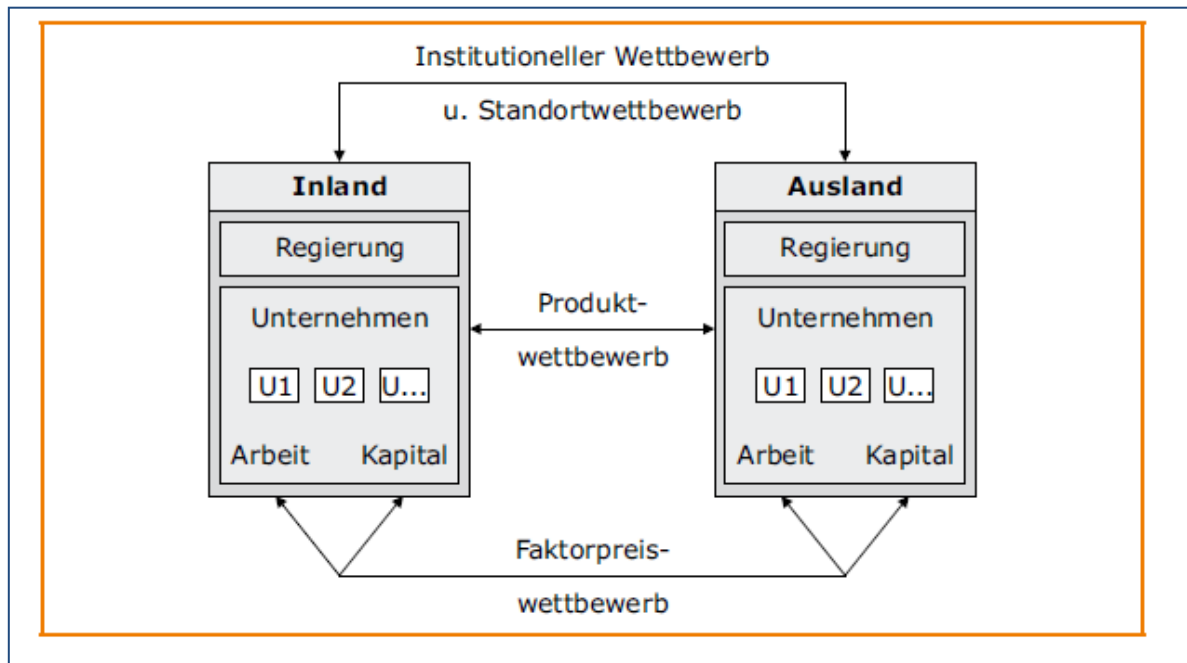 Institutioneller Wettbewerb
u. Standortwettbewerb
Inland
Regierung
Unternehmen
U1 U2 U...
Arbeit Kapital
Produkt-
wettbewerb
Ausland
Regierung
Unternehmen
U1 U2 U...
Arbeit Kapital
Faktorpreis-
wettbewerb